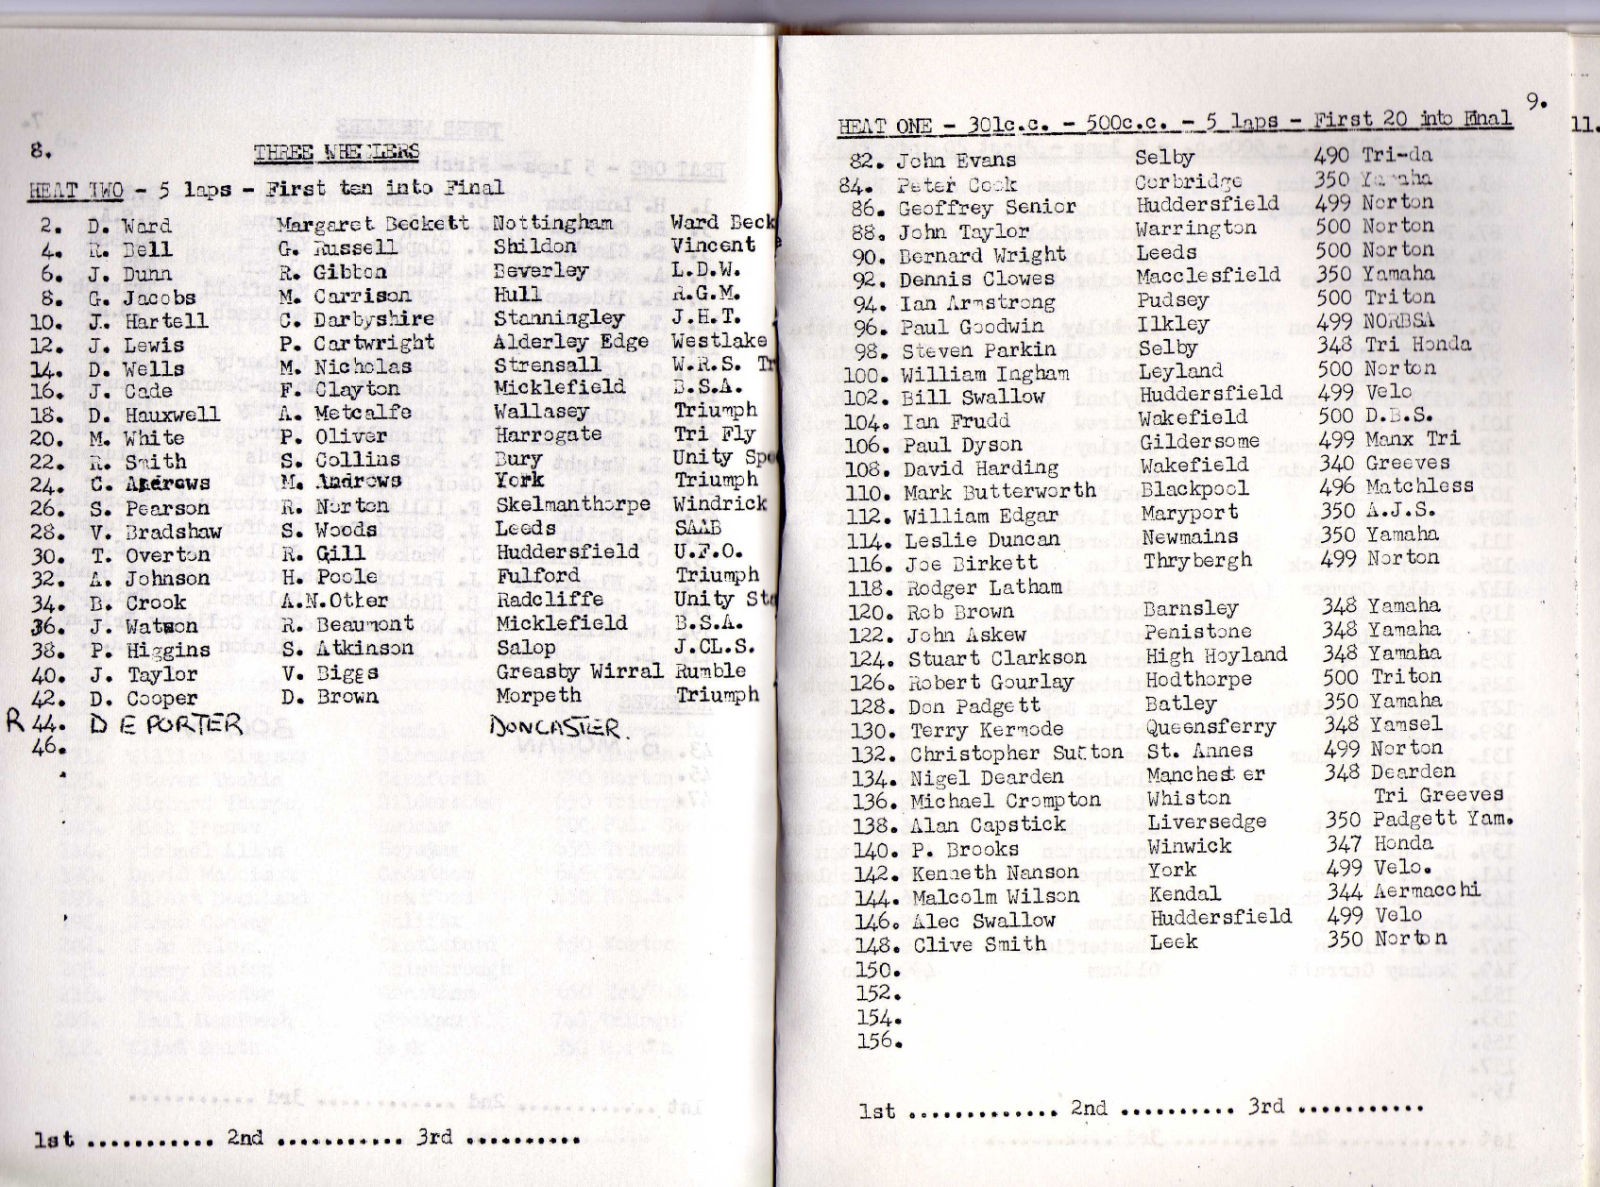 8.
THREE WHEELERS
HEAT TWO - 5 laps - First ten into Final
2. D. Ward Margaret Beckett Nottingham Ward Beck
4. R. Bell G. Russell Shildon Vincent
6. J. Dunn R. Gibbon Beverley L.D.W.
8. G. Jacobs M. Carrison Hull R.G.M.
10. J. Hartell C. Darbyshire Stanningley J.H.T.
12. J. Lewis P. Cartwright Alderley Edge Westlake
14. D. Wells M. Nicholas Strensall W.R.S. Tr
16. J. Cade F. Clayton Micklefield B.S.A.
18. D. Hauxwell A. Metcalfe Wallasey Triumph
20. M. White P. Oliver Harrogate Tri Fly
22. R. Smith S. Collins Bury Unity Spe
24. C. Andrews M. Andrews York Triumph
26. S. Pearson R. Norton Skelmanthorpe Windrick
28. V. Bradshaw S. Woods Leeds SAAB
30. T. Overton R. Gill Huddersfield U.F.O.
32. A. Johnson H. Poole Fulford Triumph
34. B. Crook A.N.Other Radcliffe Unity Sta
36. J. Watson R. Beaumont Micklefield B.S.A.
38. P. Higgins S. Atkinson Salop J.CL.S.
40. J. Taylor V. Biggs Greasby Wirral Rumble
42. D. Cooper D. Brown Morpeth Triumph
R 44. D E PORTER DONCASTER.
46.
1st ............ 2nd ............ 3rd ...........
9.
HEAT ONE - 301c.c. - 500c.c. - 5 laps - First 20 into Final
82. John Evans Selby 490 Tri-da
84. Peter Cook Corbridge 350 Yamaha
86. Geoffrey Senior Huddersfield 499 Norton
88. John Taylor Warrington 500 Norton
90. Bernard Wright Leeds 500 Norton
92. Dennis Clowes Macclesfield 350 Yamaha
94. Ian Armstrong Pudsey 500 Triton
96. Paul Goodwin Ilkley 499 NORBSA
98. Steven Parkin Selby 348 Tri Honda
100. William Ingham Leyland 500 Norton
102. Bill Swallow Huddersfield 499 Velo
104. Ian Frudd Wakefield 500 D.B.S.
106. Paul Dyson Gildersome 499 Manx Tri
108. David Harding Wakefield 340 Greeves
110. Mark Butterworth Blackpool 496 Matchless
112. William Edgar Maryport 350 A.J.S.
114. Leslie Duncan Newmains 350 Yamaha
116. Joe Birkett Thrybergh 499 Norton
118. Rodger Latham
120. Rob Brown Barnsley 348 Yamaha
122. John Askew Penistone 348 Yamaha
124. Stuart Clarkson High Hoyland 348 Yamaha
126. Robert Gourlay Hodthorpe 500 Triton
128. Don Padgett Batley 350 Yamaha
130. Terry Kermode Queensferry 348 Yamsel
132. Christopher Sutton St. Annes 499 Norton
134. Nigel Dearden Manchester 348 Dearden
136. Michael Crompton Whiston Tri Greeves
138. Alan Capstick Liversedge 350 Padgett Yam.
140. P. Brooks Winwick 347 Honda
142. Kenneth Nanson York 499 Velo.
144. Malcolm Wilson Kendal 344 Aermacchi
146. Alec Swallow Huddersfield 499 Velo
148. Clive Smith Leek 350 Norton
150.
152.
154.
156.
1st ............. 2nd .......... 3rd ...........
11.